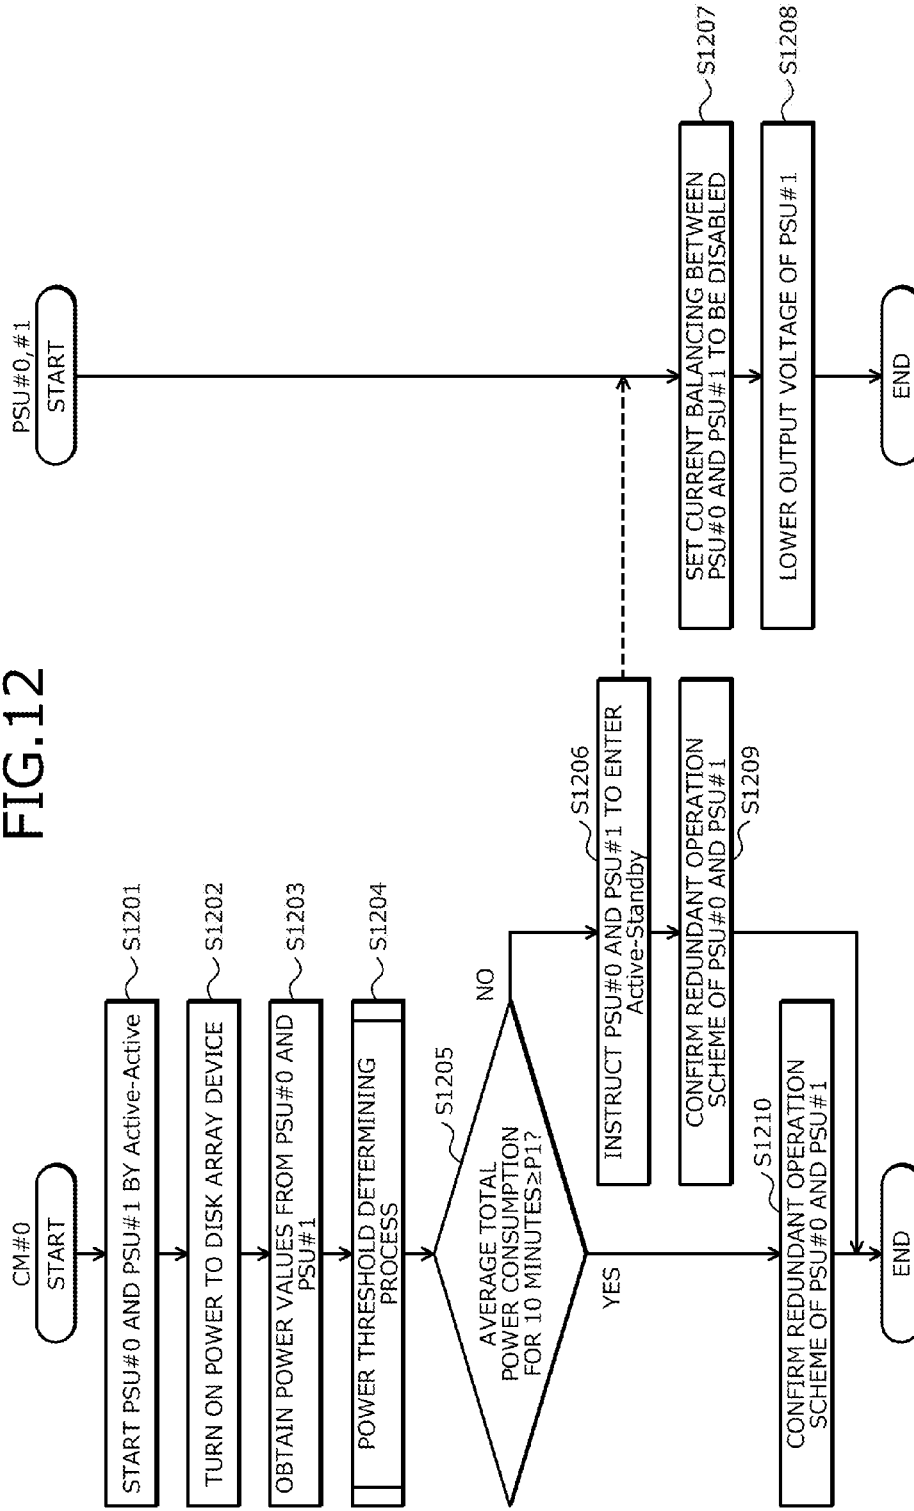 FIG.12
CM#0
START
START PSU#0 AND PSU#1 BY Active-Active
S1201
TURN ON POWER TO DISK ARRAY DEVICE
S1202
OBTAIN POWER VALUES FROM PSU#0 AND
PSU#1
S1203
POWER THRESHOLD DETERMINING
PROCESS
S1204
AVERAGE TOTAL
POWER CONSUMPTION
FOR 10 MINUTES≥P1?
S1205
NO
YES
INSTRUCT PSU#0 AND PSU#1 TO ENTER
Active-Standby
S1206
CONFIRM REDUNDANT OPERATION
SCHEME OF PSU#0 AND PSU#1
S1209
CONFIRM REDUNDANT OPERATION
SCHEME OF PSU#0 AND PSU#1
S1210
END
PSU#0,#1
START
SET CURRENT BALANCING BETWEEN
PSU#0 AND PSU#1 TO BE DISABLED
S1207
LOWER OUTPUT VOLTAGE OF PSU#1
S1208
END